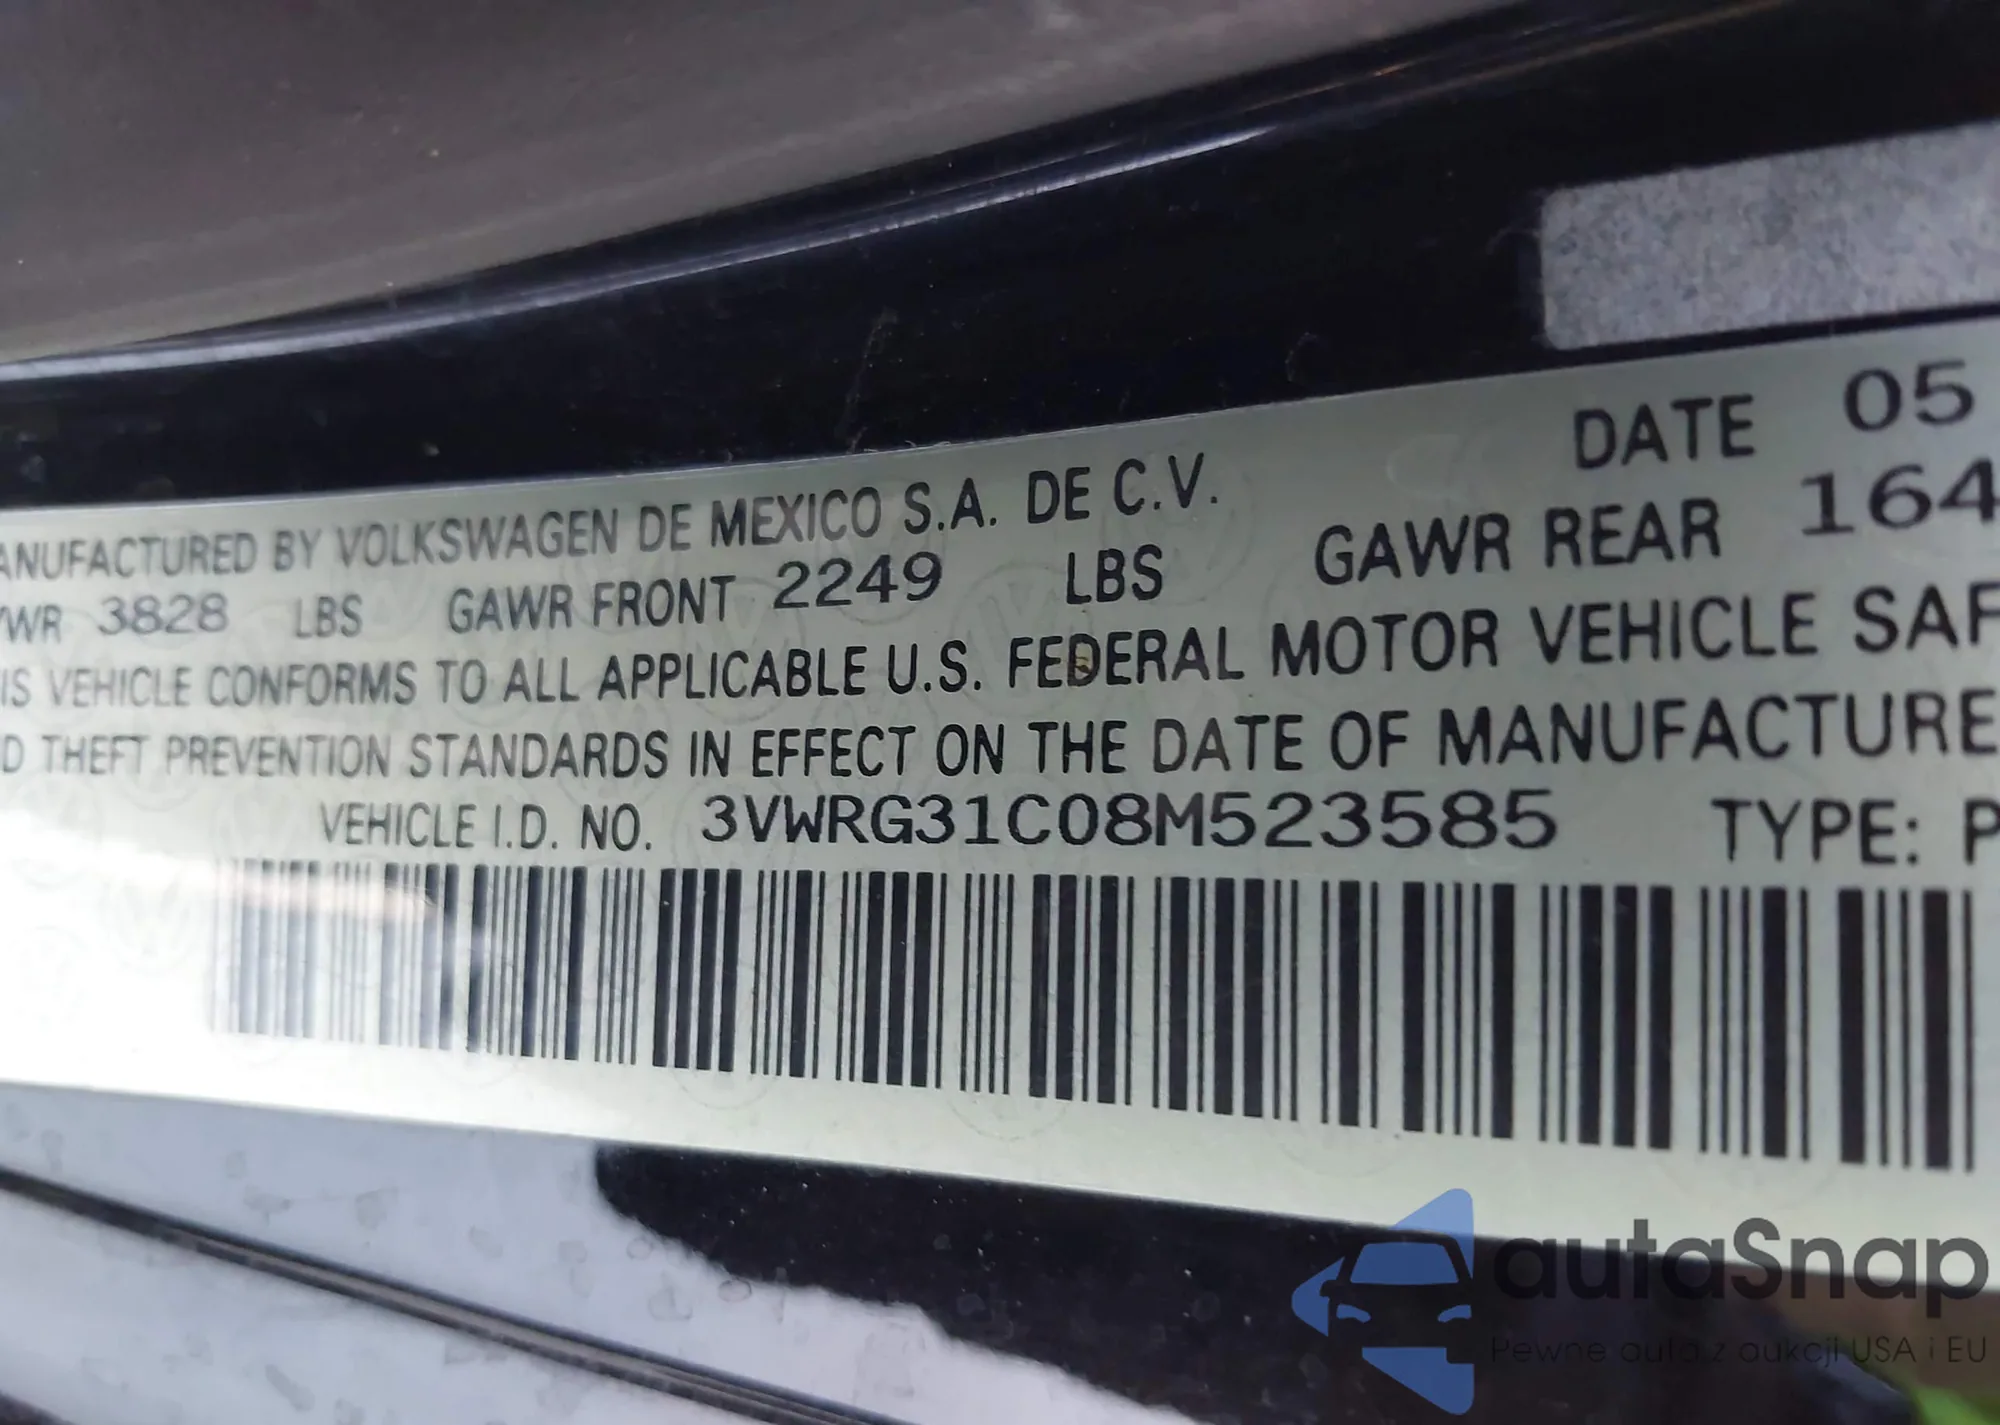 DATE 05
ANUFACTURED BY VOLKSWAGEN DE MEXICO S.A. DE C.V.
VWR 3828 LBS GAWR FRONT 2249 LBS GAWR REAR 164
IS VEHICLE CONFORMS TO ALL APPLICABLE U.S. FEDERAL MOTOR VEHICLE SAF
D THEFT PREVENTION STANDARDS IN EFFECT ON THE DATE OF MANUFACTURE
VEHICLE I.D. NO. 3VWRG31C08M523585 TYPE: P
autaSnap
Pewne auta z aukcji USA i EU